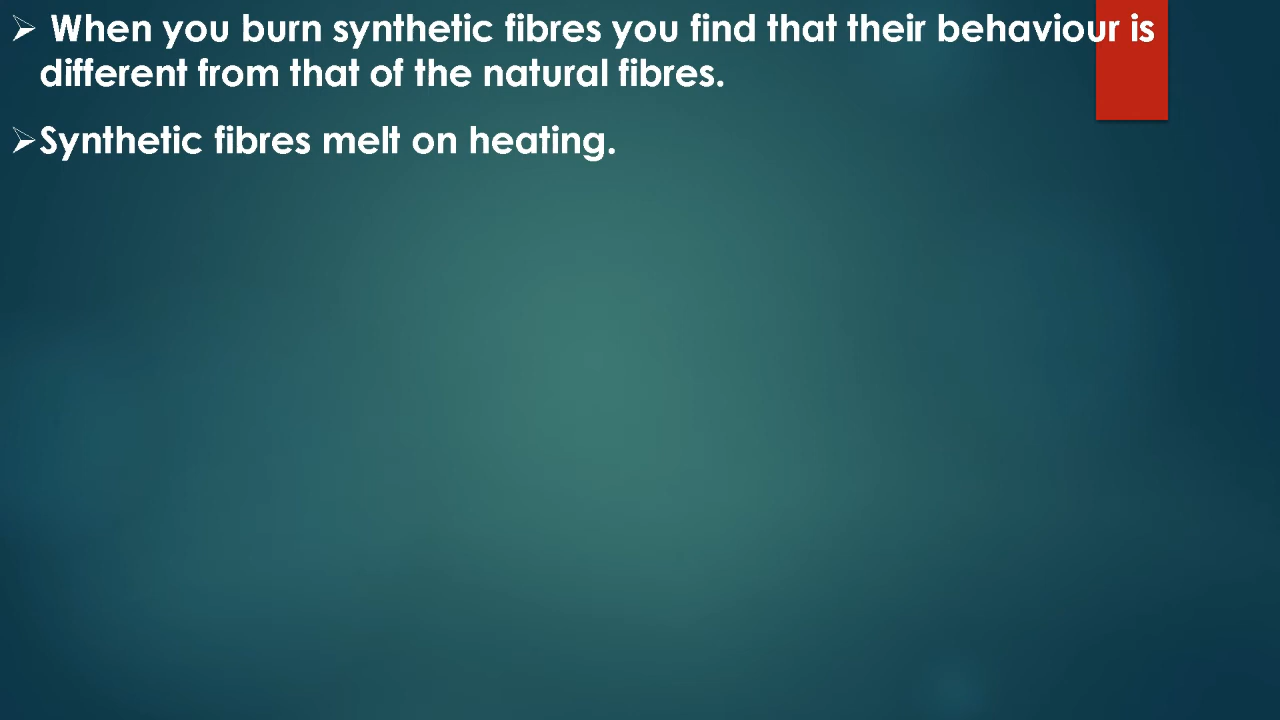 ➢ When you burn synthetic fibres you find that their behaviour is
different from that of the natural fibres.
➢Synthetic fibres melt on heating.